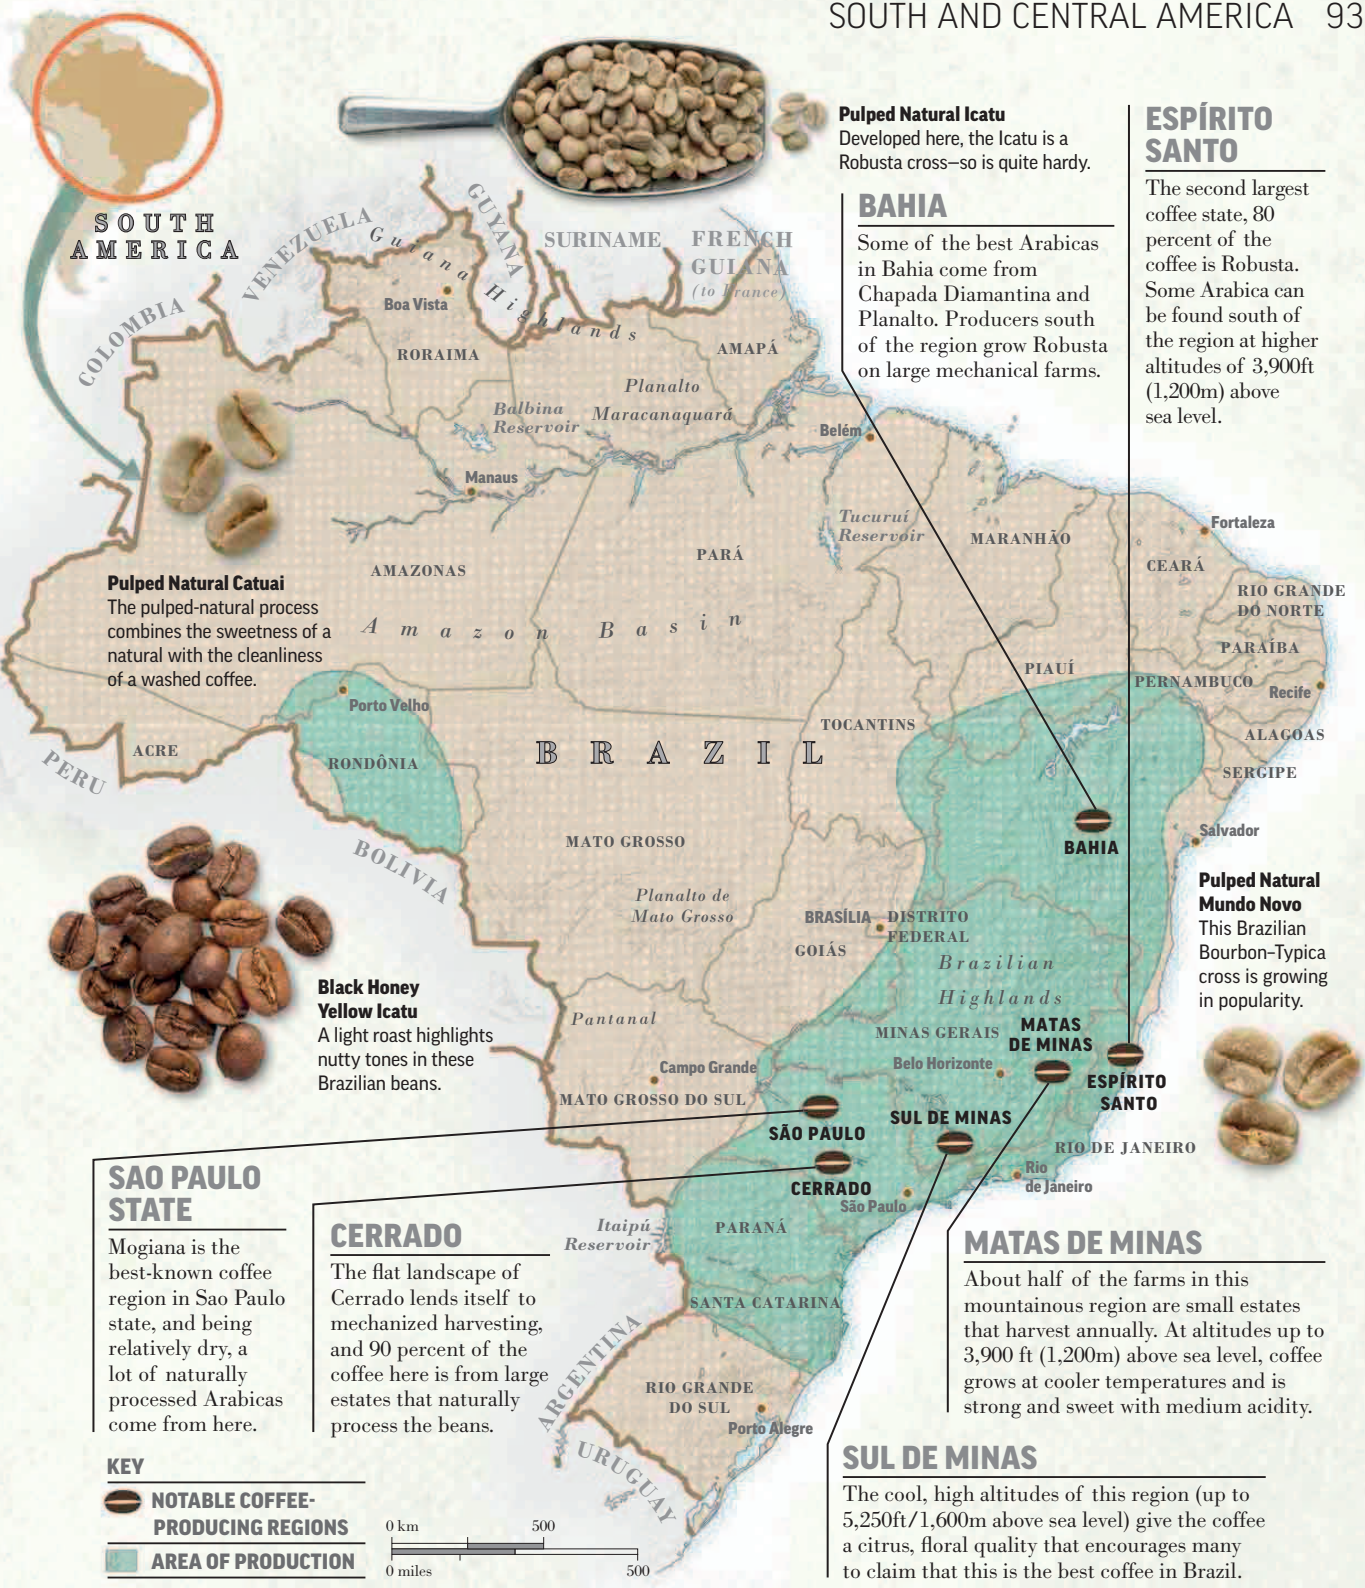 SOUTH AND CENTRAL AMERICA 93
SOUTH
AMERICA
Pulped Natural Icatu
Developed here, the Icatu is a
Robusta cross—so is quite hardy.
BAHIA
Some of the best Arabicas
in Bahia come from
Chapada Diamantina and
Planalto. Producers south
of the region grow Robusta
on large mechanical farms.
ESPÍRITO
SANTO
The second largest
coffee state, 80
percent of the
coffee is Robusta.
Some Arabica can
be found south of
the region at higher
altitudes of 3,900ft
(1,200m) above
sea level.
COLOMBIA
VENEZUELA
GUYANA
SURINAME
FRENCH
GUIANA
(to France)
Guiana Highlands
Boa Vista
RORAIMA
AMAPÁ
Planalto
Maracanaquará
Balbina
Reservoir
Belém
Manaus
Tucuruí
Reservoir
MARANHÃO
Fortaleza
CEARÁ
RIO GRANDE
DO NORTE
PARAÍBA
PARÁ
AMAZONAS
Amazon Basin
Pulped Natural Catuai
The pulped-natural process
combines the sweetness of a
natural with the cleanliness
of a washed coffee.
PIAUÍ
PERNAMBUCO
Recife
Porto Velho
TOCANTINS
ALAGOAS
ACRE
RONDÔNIA
BRAZIL
SERGIPE
PERU
BOLIVIA
MATO GROSSO
BAHIA
Salvador
Planalto de
Mato Grosso
BRASÍLIA
DISTRITO
FEDERAL
GOIÁS
Brazilian
Highlands
Pulped Natural
Mundo Novo
This Brazilian
Bourbon–Typica
cross is growing
in popularity.
Black Honey
Yellow Icatu
A light roast highlights
nutty tones in these
Brazilian beans.
Pantanal
MINAS GERAIS
MATAS
DE MINAS
Campo Grande
Belo Horizonte
ESPÍRITO
SANTO
MATO GROSSO DO SUL
SÃO PAULO
SUL DE MINAS
RIO DE JANEIRO
Rio
de Janeiro
CERRADO
São Paulo
SAO PAULO
STATE
Mogiana is the
best-known coffee
region in Sao Paulo
state, and being
relatively dry, a
lot of naturally
processed Arabicas
come from here.
CERRADO
The flat landscape of
Cerrado lends itself to
mechanized harvesting,
and 90 percent of the
coffee here is from large
estates that naturally
process the beans.
Itaipú
Reservoir
PARANÁ
SANTA CATARINA
ARGENTINA
RIO GRANDE
DO SUL
Porto Alegre
URUGUAY
MATAS DE MINAS
About half of the farms in this
mountainous region are small estates
that harvest annually. At altitudes up to
3,900 ft (1,200m) above sea level, coffee
grows at cooler temperatures and is
strong and sweet with medium acidity.
SUL DE MINAS
The cool, high altitudes of this region (up to
5,250ft/1,600m above sea level) give the coffee
a citrus, floral quality that encourages many
to claim that this is the best coffee in Brazil.
KEY
NOTABLE COFFEE-
PRODUCING REGIONS
AREA OF PRODUCTION
0 km 500
0 miles 500